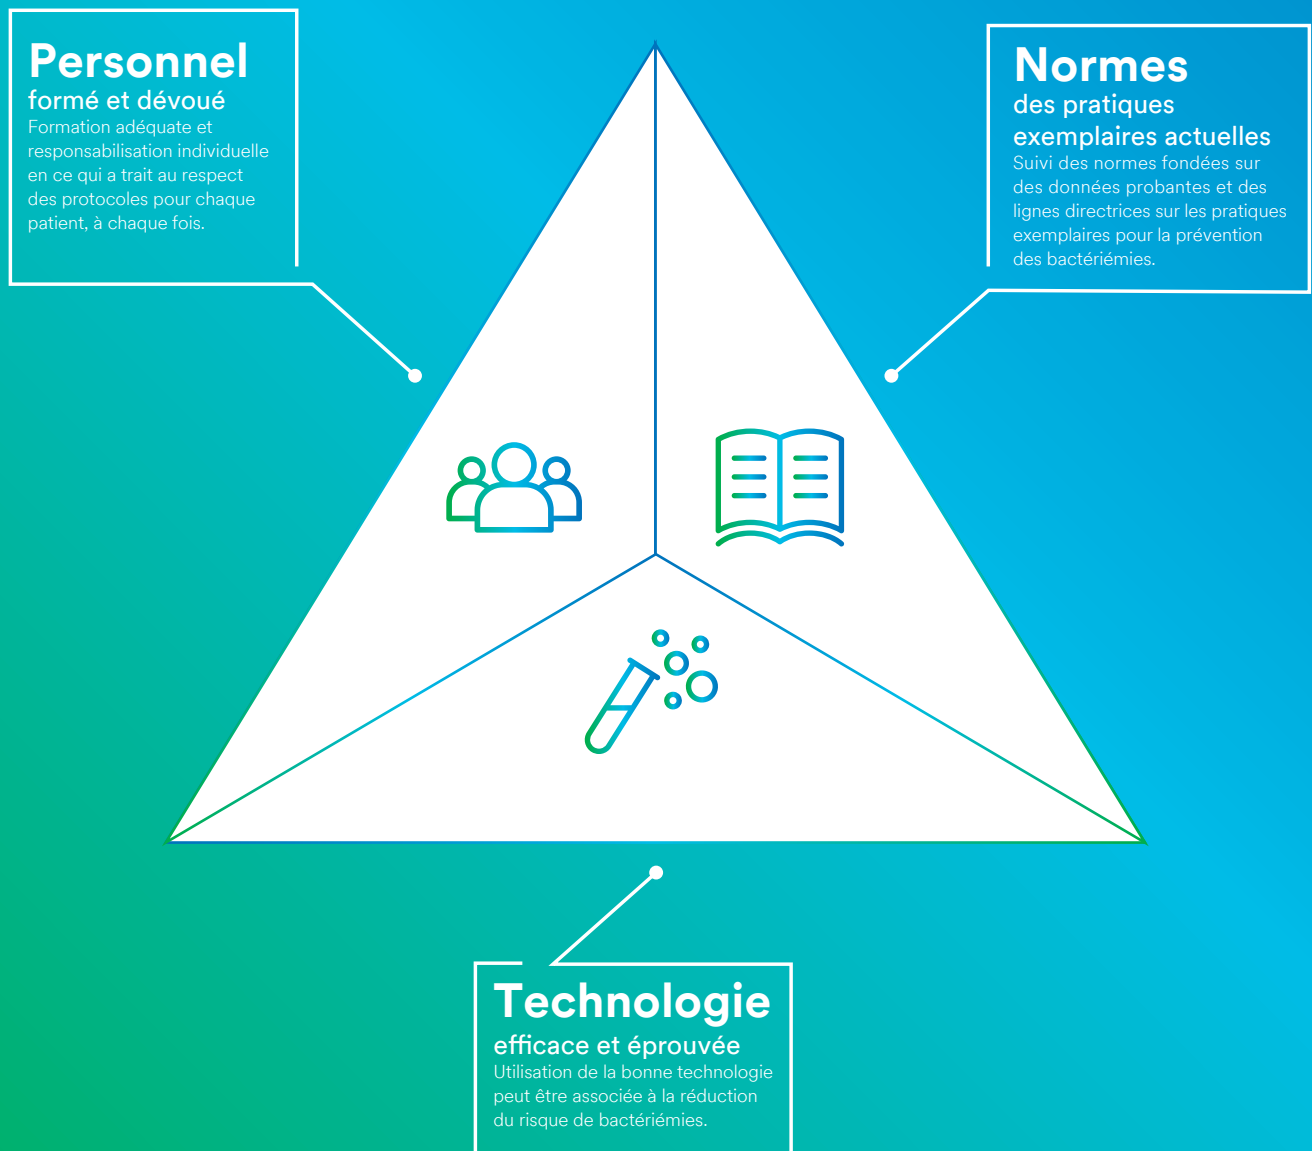 Personnel
formé et dévoué
Formation adéquate et
responsabilisation individuelle
en ce qui a trait au respect
des protocoles pour chaque
patient, à chaque fois.
Normes
des pratiques
exemplaires actuelles
Suivi des normes fondées sur
des données probantes et des
lignes directrices sur les pratiques
exemplaires pour la prévention
des bactériémies.
Technologie
efficace et éprouvée
Utilisation de la bonne technologie
peut être associée à la réduction
du risque de bactériémies.